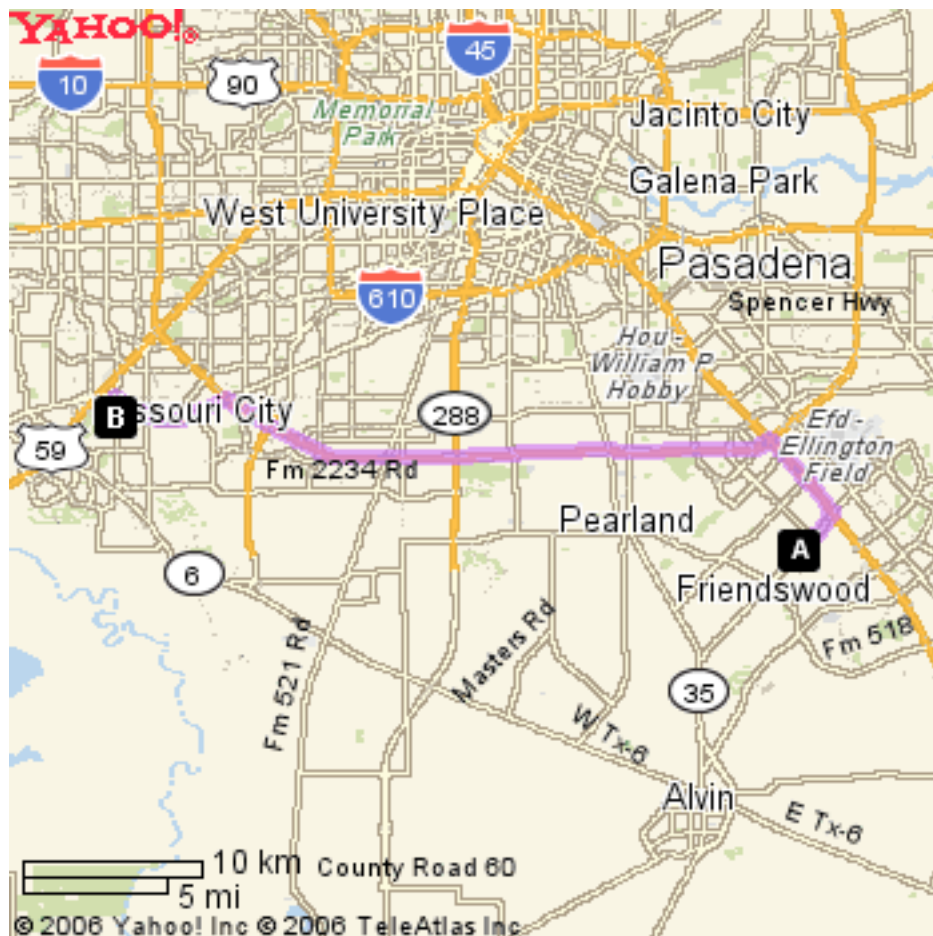 YAHOO!®
45
10
90
Memorial
Park
Jacinto City
Galena Park
West University Place
Pasadena
610
Spencer Hwy
Hou -
William P
Hobby
B
ssouri City
288
Efd -
Ellington
Field
59
Fm 2234 Rd
Pearland
A
6
Friendswood
Fm 518
Masters Rd
Fm 521 Rd
35
W Tx-6
Alvin
E Tx-6
10 km
County Road 60
5 mi
© 2006 Yahoo! Inc © 2006 TeleAtlas Inc